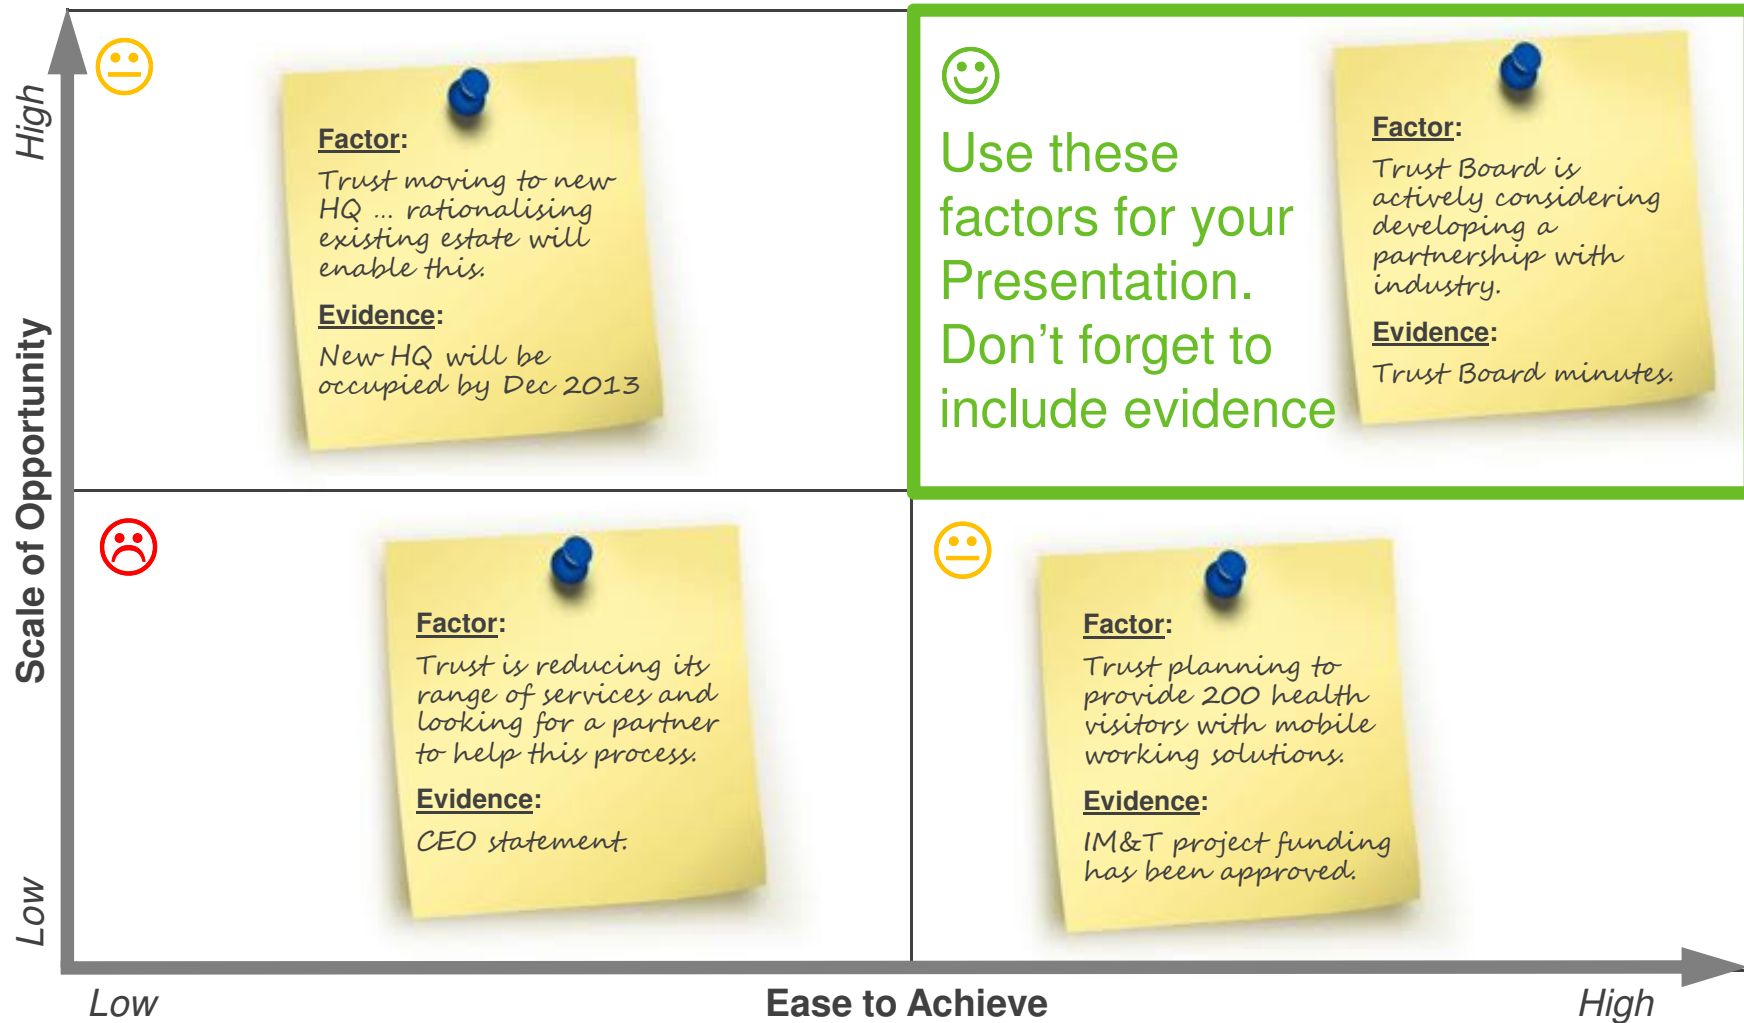 High
Scale of Opportunity
Low
Factor:
Trust moving to new
HQ ... rationalising
existing estate will
enable this.
Evidence:
New HQ will be
occupied by Dec 2013
Use these
factors for your
Presentation.
Don't forget to
include evidence
Factor:
Trust Board is
actively considering
developing a
partnership with
industry.
Evidence:
Trust Board minutes.
Factor:
Trust is reducing its
range of services and
looking for a partner
to help this process.
Evidence:
CEO statement.
Factor:
Trust planning to
provide 200 health
visitors with mobile
working solutions.
Evidence:
IM&T project funding
has been approved.
Low
Ease to Achieve
High